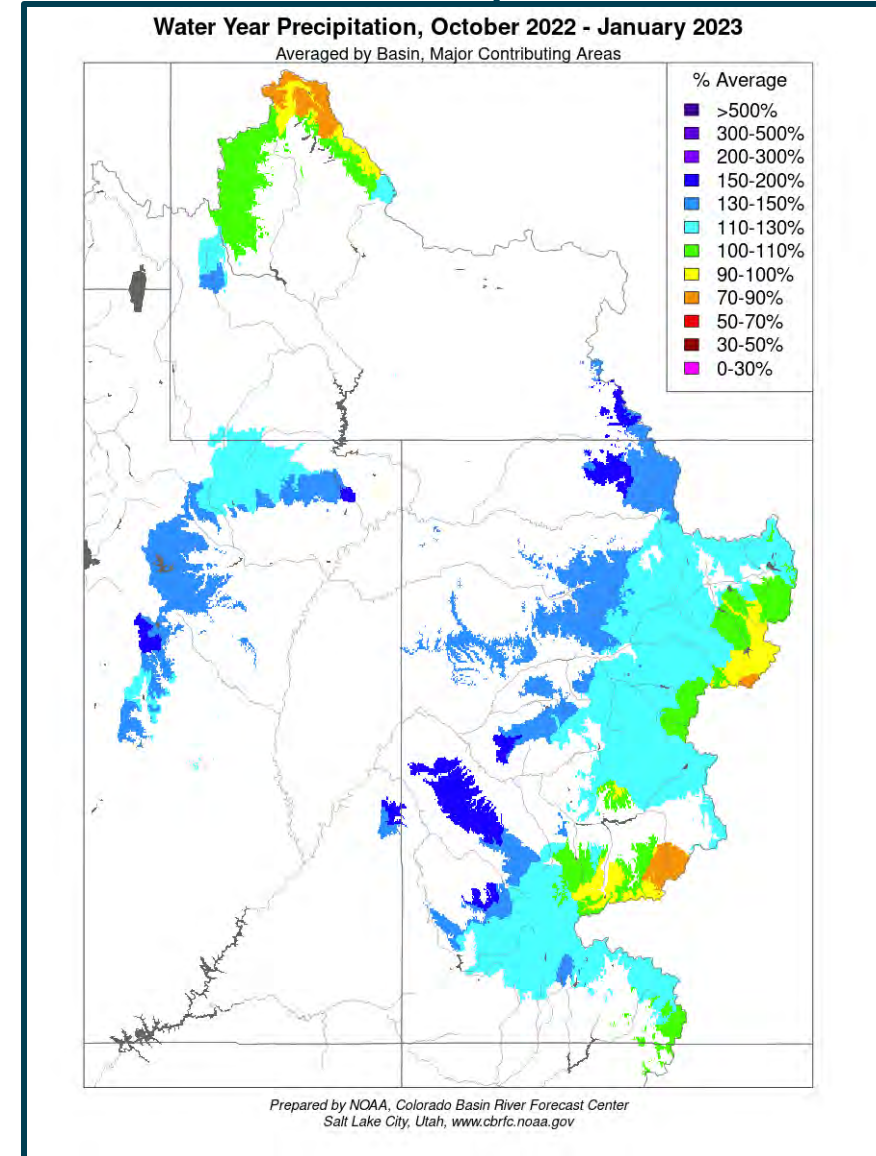 Water Year Precipitation, October 2022 - January 2023
Averaged by Basin, Major Contributing Areas
% Average
>500%
300-500%
200-300%
150-200%
130-150%
110-130%
100-110%
90-100%
70-90%
50-70%
30-50%
0-30%
Prepared by NOAA, Colorado Basin River Forecast Center
Salt Lake City, Utah, www.cbrfc.noaa.gov